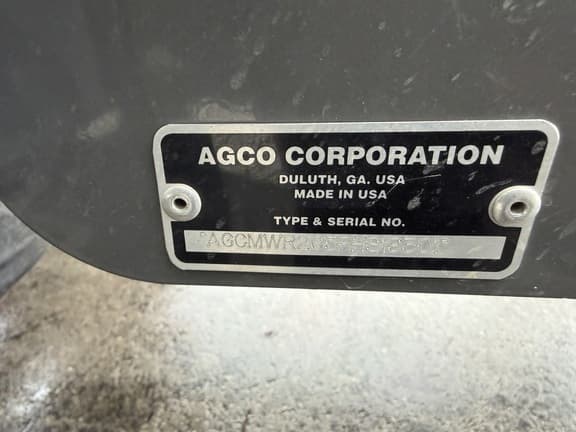 AGCO CORPORATION
DULUTH, GA. USA
MADE IN USA
TYPE & SERIAL NO.